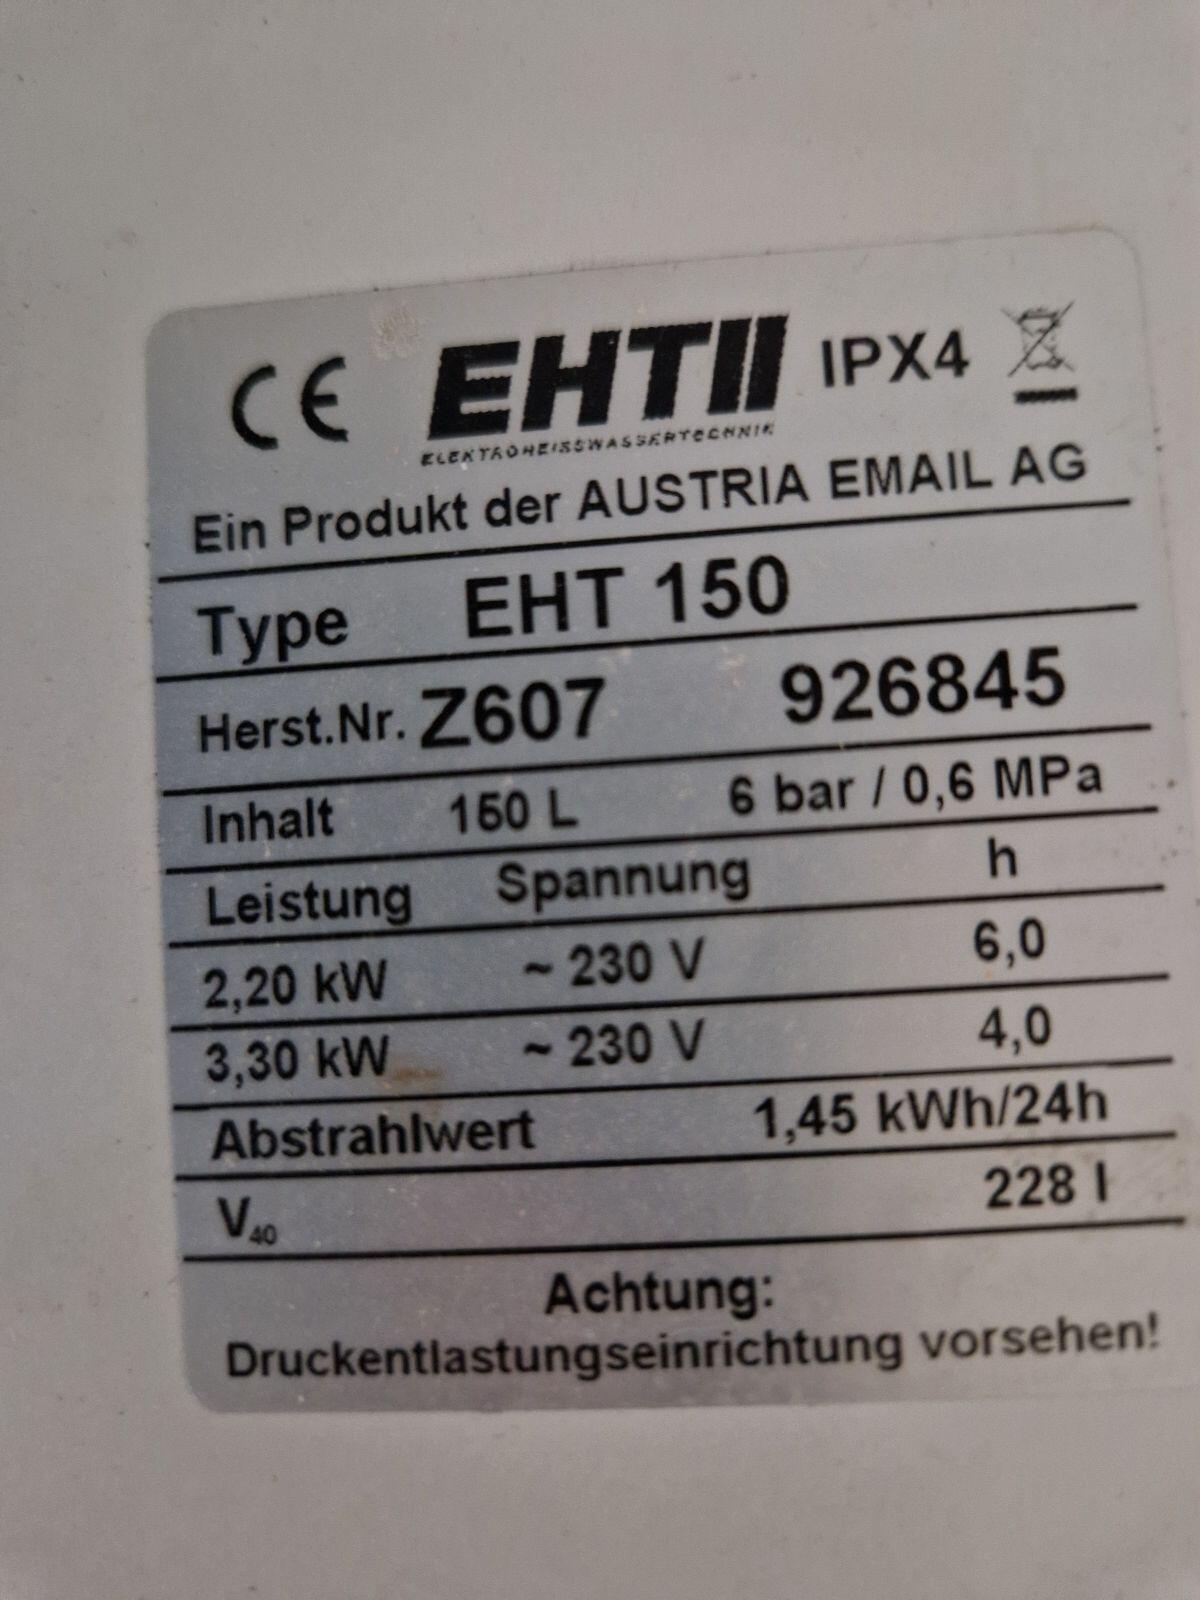 CE EHT IPX4
ELEKTROHEISSWASSERTECHNIK
Ein Produkt der AUSTRIA EMAIL AG
Type EHT 150
Herst.Nr. Z607 926845
Inhalt 150 L 6 bar / 0,6 MPa
Leistung Spannung h
2,20 kW ~ 230 V 6,0
3,30 kW ~ 230 V 4,0
Abstrahlwert 1,45 kWh/24h
V40 228 l
Achtung:
Druckentlastungseinrichtung vorsehen!